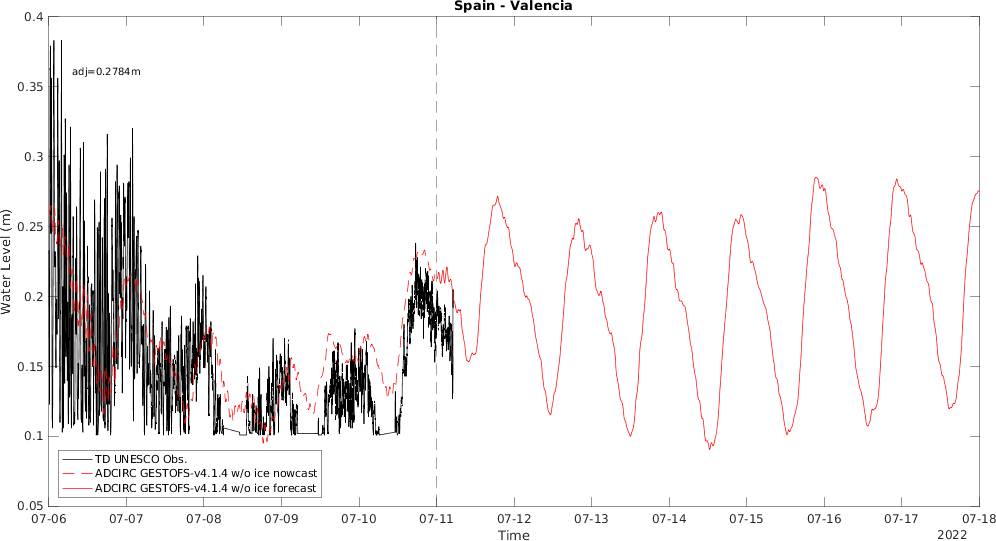 Spain - Valencia
0.4
adj=0.2784m
0.35
0.3
0.25
Water Level (m)
0.2
0.15
0.1
TD UNESCO Obs.
ADCIRC GESTOFS-v4.1.4 w/o ice nowcast
ADCIRC GESTOFS-v4.1.4 w/o ice forecast
0.05
07-06 07-07 07-08 07-09 07-10 07-11 07-12 07-13 07-14 07-15 07-16 07-17 07-18
Time
2022